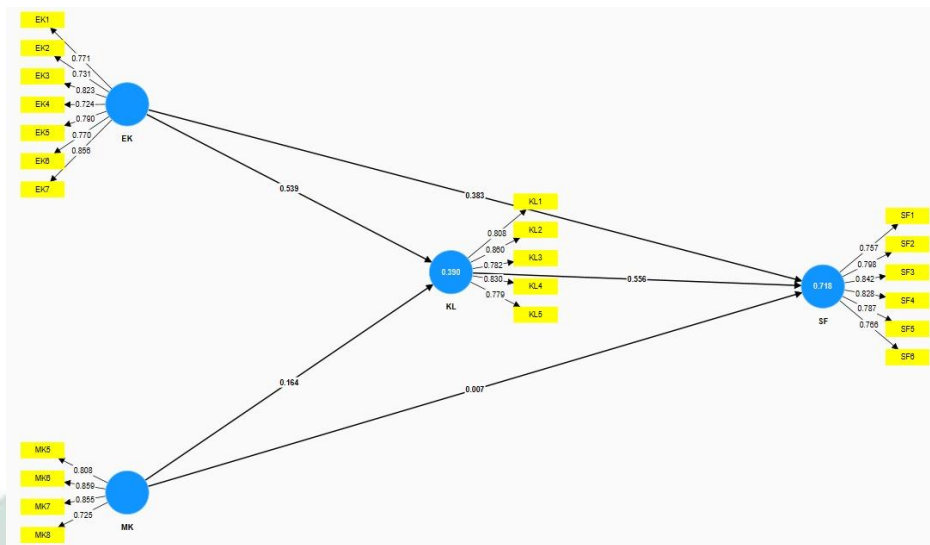 EK1
EK2
EK3
EK4
EK5
EK6
EK7
0.771
0.731
0.823
0.724
0.790
0.770
0.856
EK
0.539
0.383
KL1
KL2
KL3
KL4
KL5
0.808
0.860
0.782
0.830
0.779
0.390
KL
0.556
SF1
SF2
SF3
SF4
SF5
SF6
0.757
0.798
0.842
0.828
0.787
0.766
0.718
SF
0.164
0.007
MK5
MK6
MK7
MK8
0.808
0.859
0.855
0.725
MK